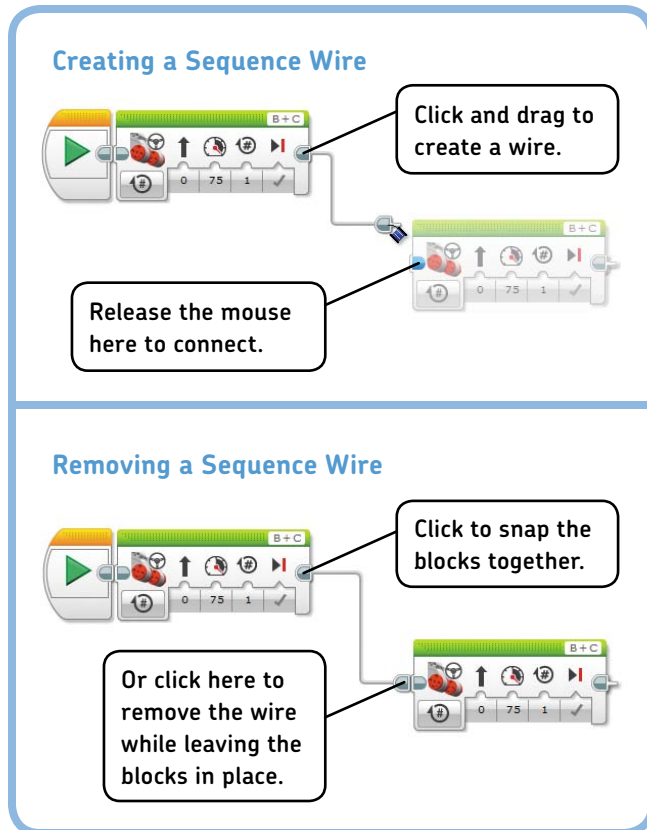 Creating a Sequence Wire
B+C
Click and drag to
create a wire.
#
#
0 75 1
B+C
#
#
0 75 1
Release the mouse
here to connect.
Removing a Sequence Wire
B+C
Click to snap the
blocks together.
#
#
0 75 1
B+C
#
#
0 75 1
Or click here to
remove the wire
while leaving the
blocks in place.